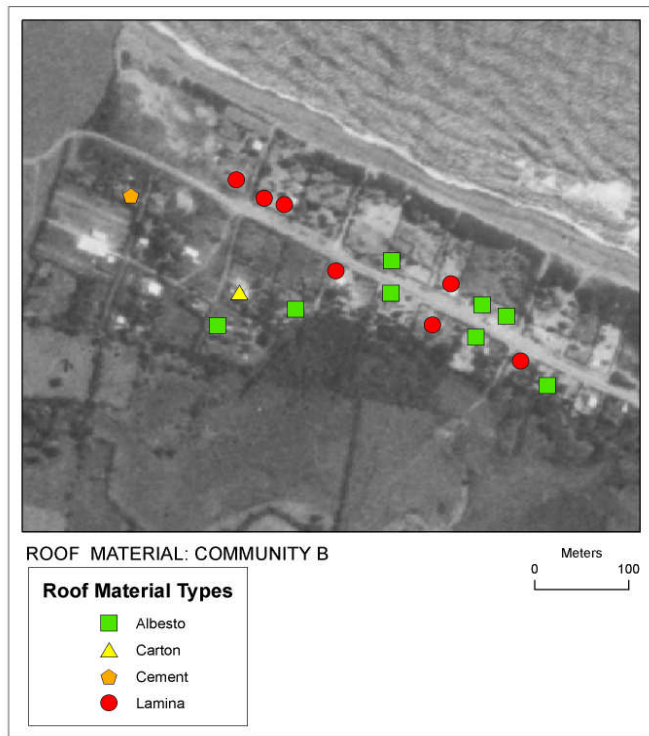 ROOF MATERIAL: COMMUNITY B
Meters
0 100
Roof Material Types
Albesto
Carton
Cement
Lamina